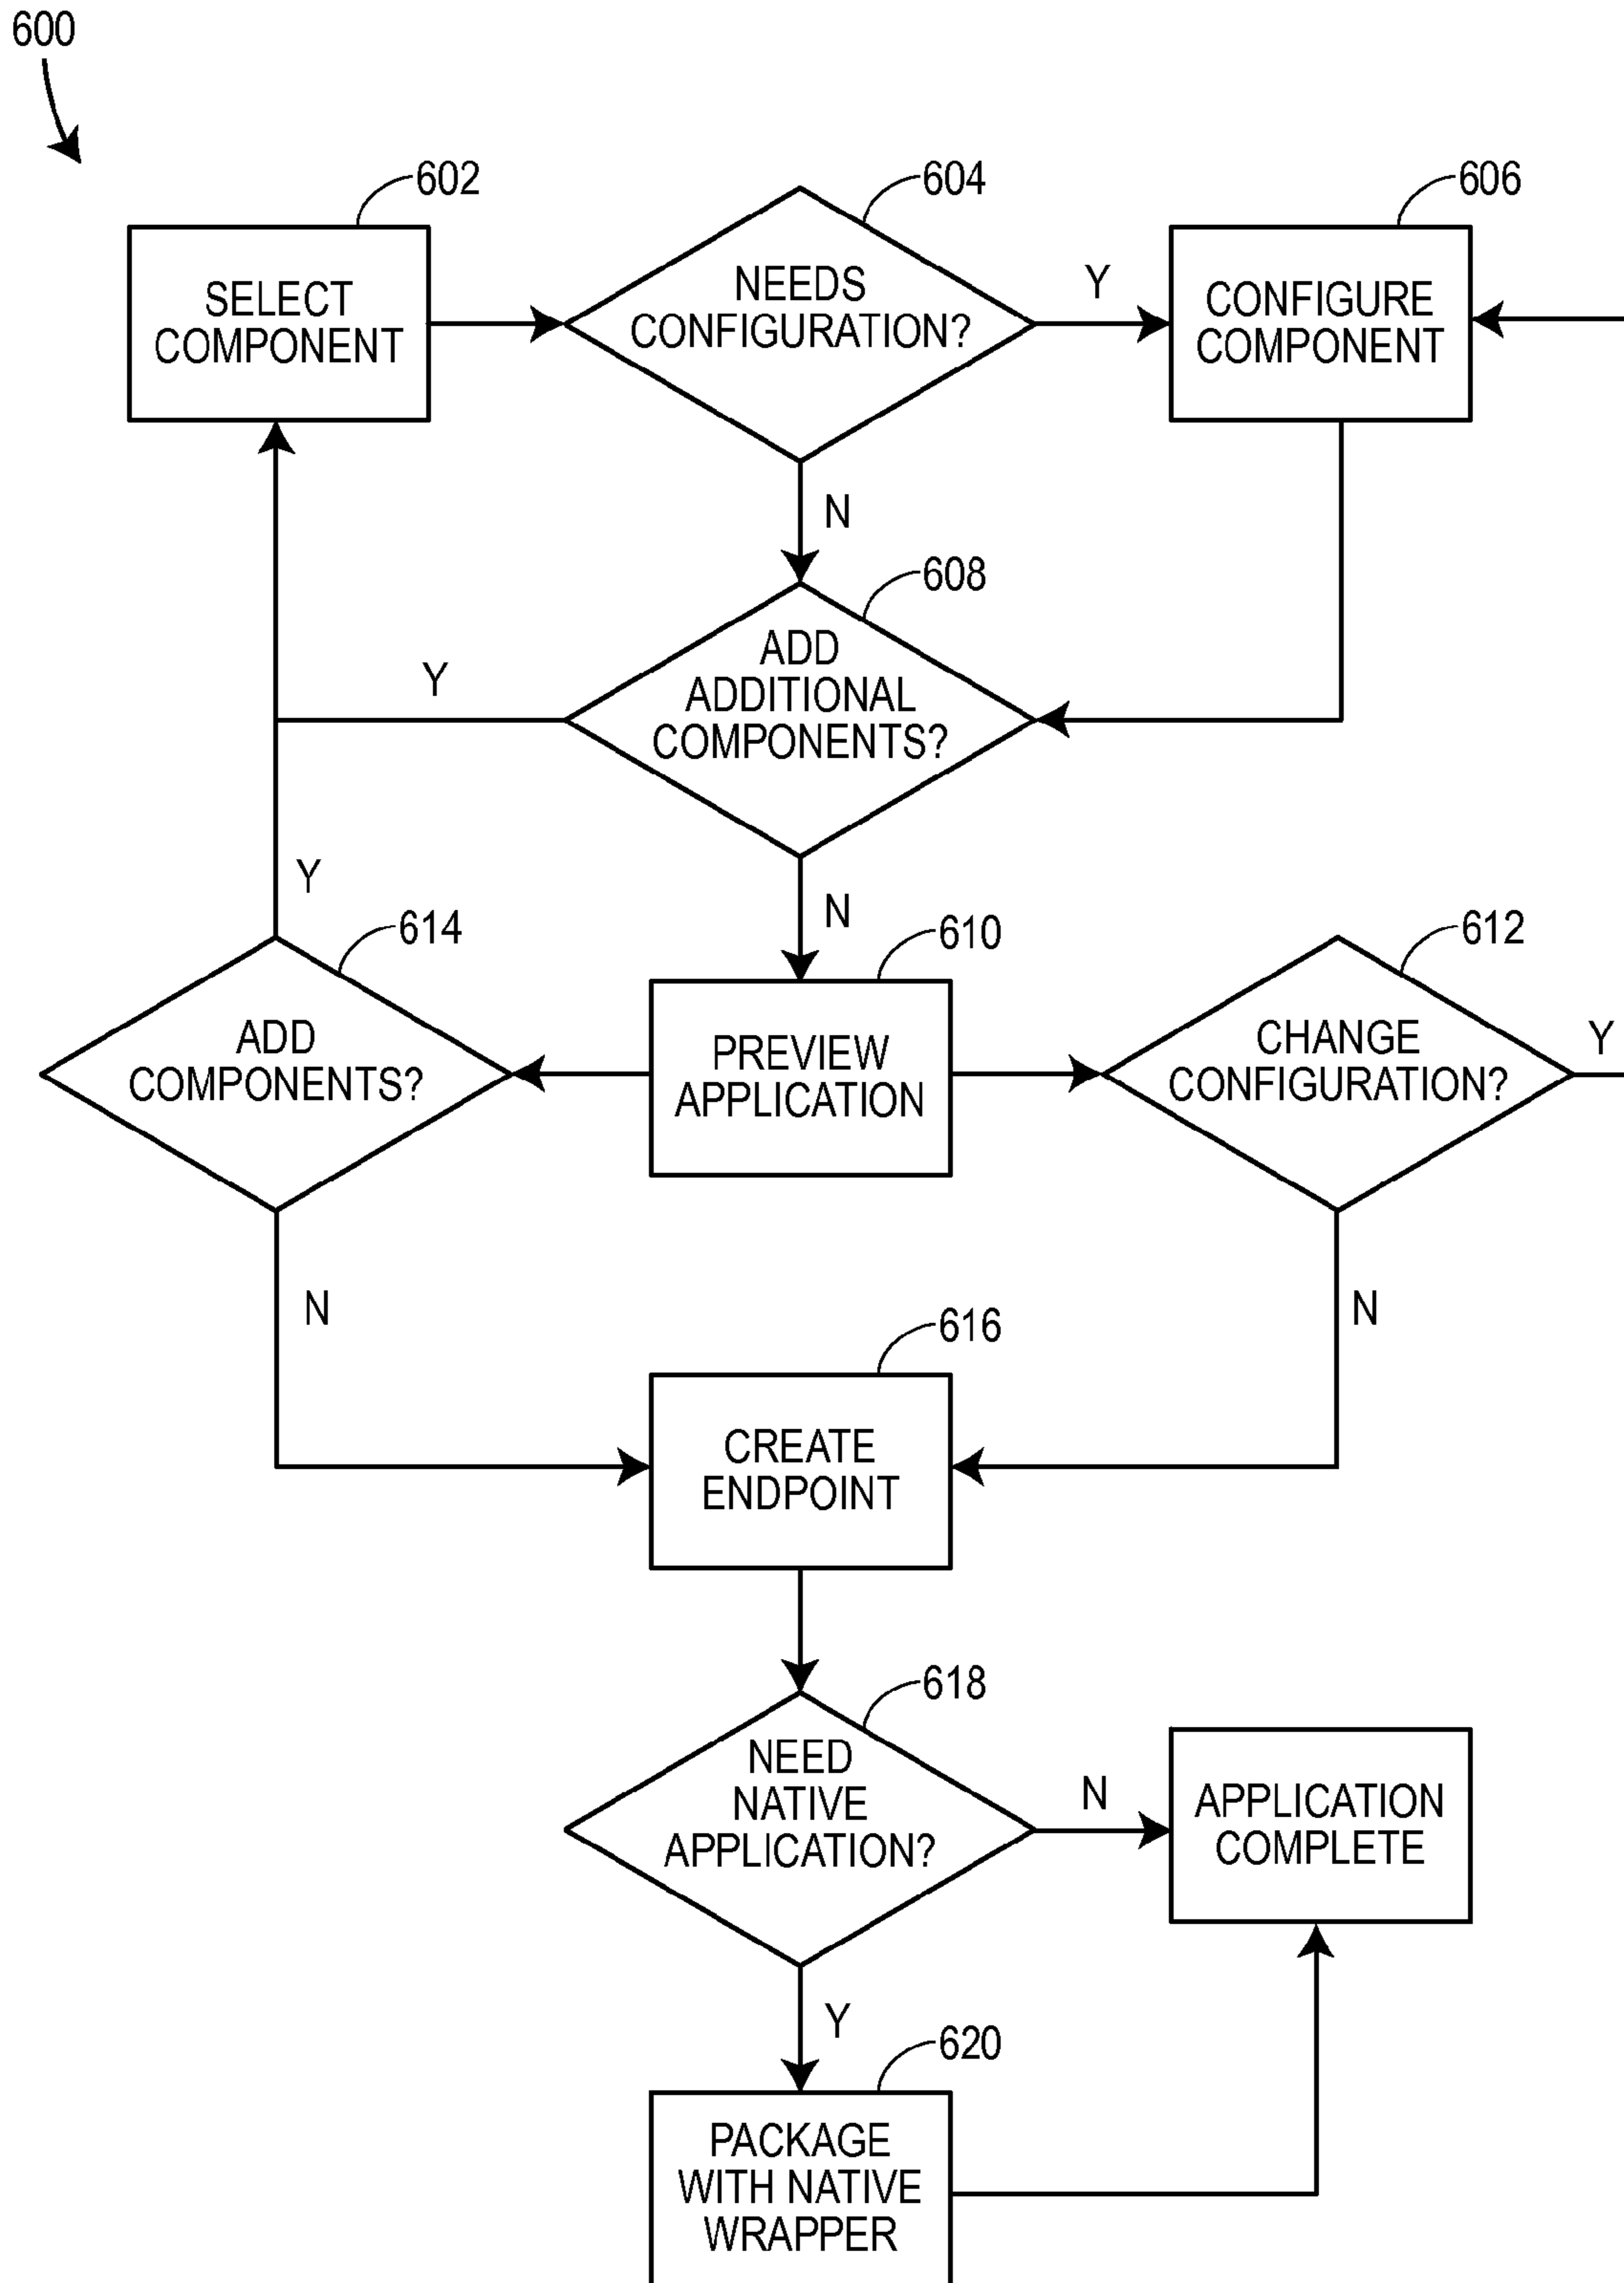 600
602
604
606
SELECT
COMPONENT
NEEDS
CONFIGURATION?
Y
CONFIGURE
COMPONENT
N
608
ADD
ADDITIONAL
COMPONENTS?
Y
Y
N
614
610
612
ADD
COMPONENTS?
PREVIEW
APPLICATION
CHANGE
CONFIGURATION?
Y
N
N
616
CREATE
ENDPOINT
618
NEED
NATIVE
APPLICATION?
N
APPLICATION
COMPLETE
Y
620
PACKAGE
WITH NATIVE
WRAPPER